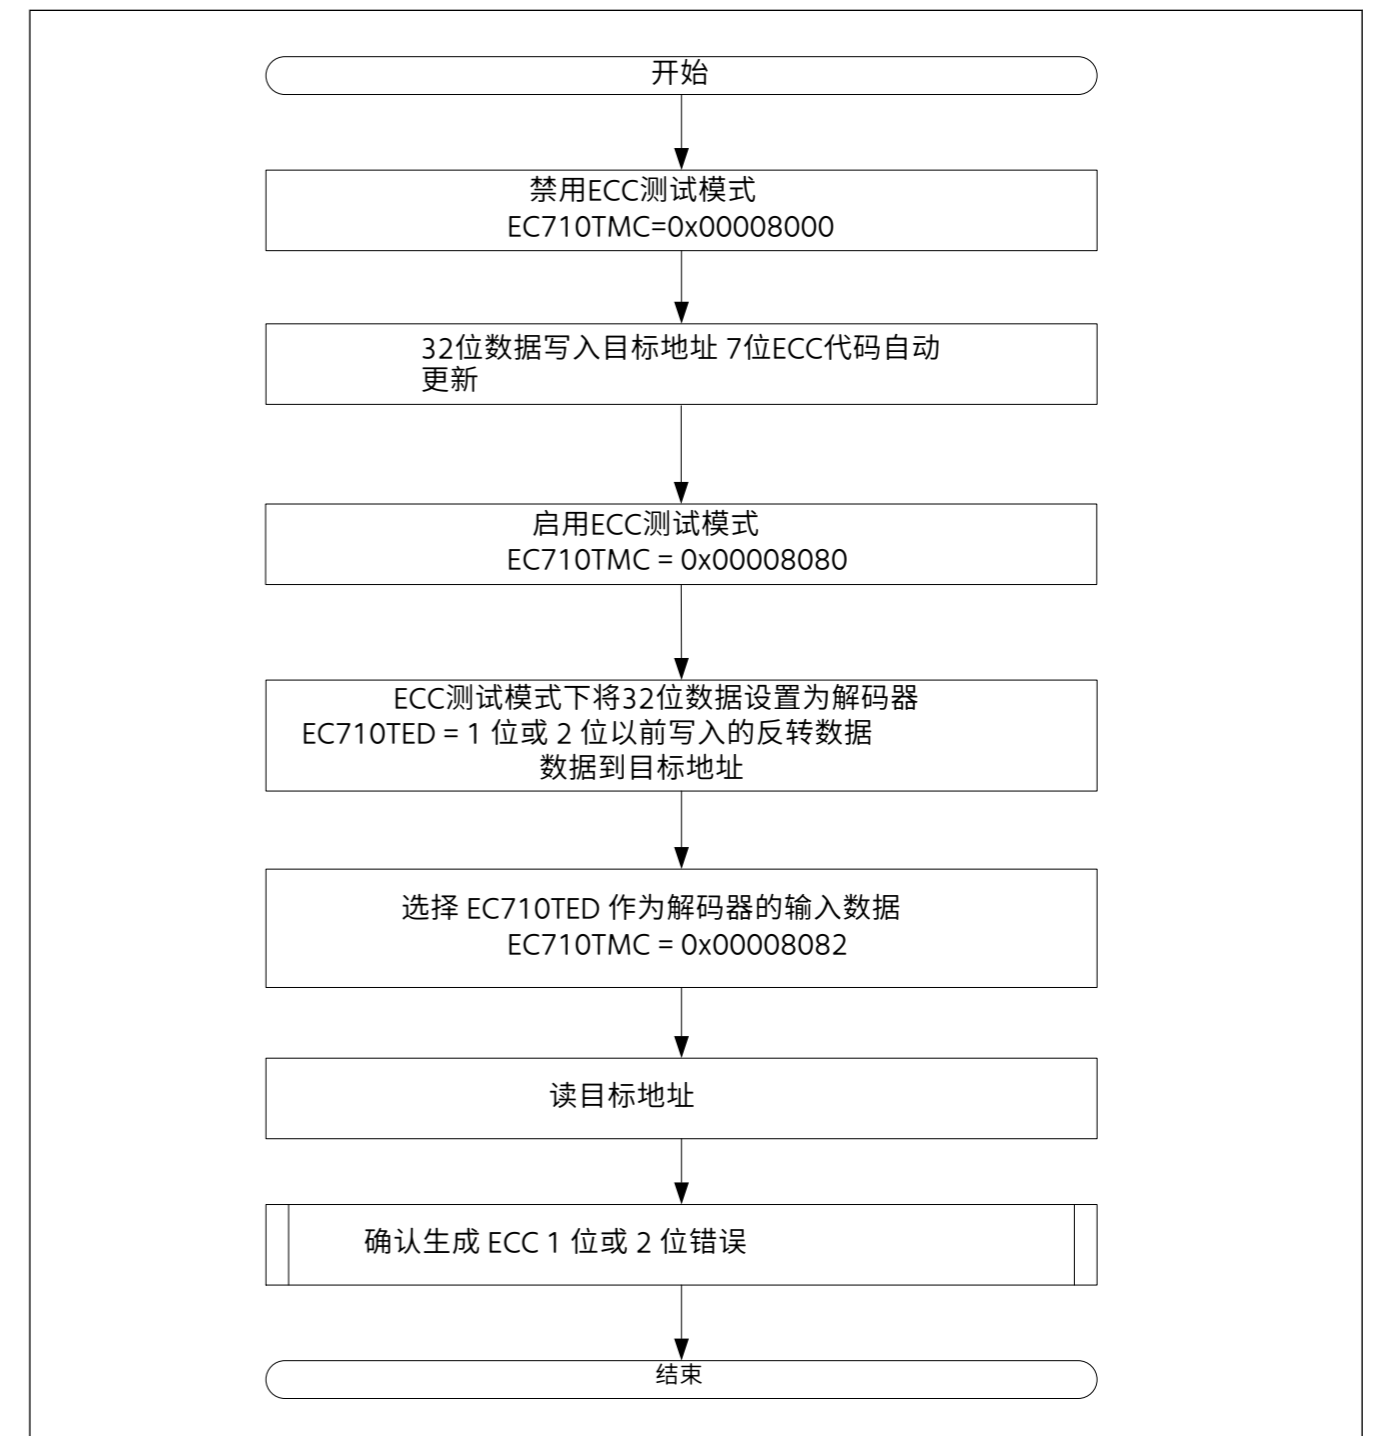 开始
禁用ECC测试模式
EC710TMC=0x00008000
32位数据写入目标地址 7位ECC代码自动
更新
启用ECC测试模式
EC710TMC = 0x00008080
ECC测试模式下将32位数据设置为解码器
EC710TED = 1 位或 2 位以前写入的反转数据
数据到目标地址
选择 EC710TED 作为解码器的输入数据
EC710TMC = 0x00008082
读目标地址
确认生成 ECC 1 位或 2 位错误
结束